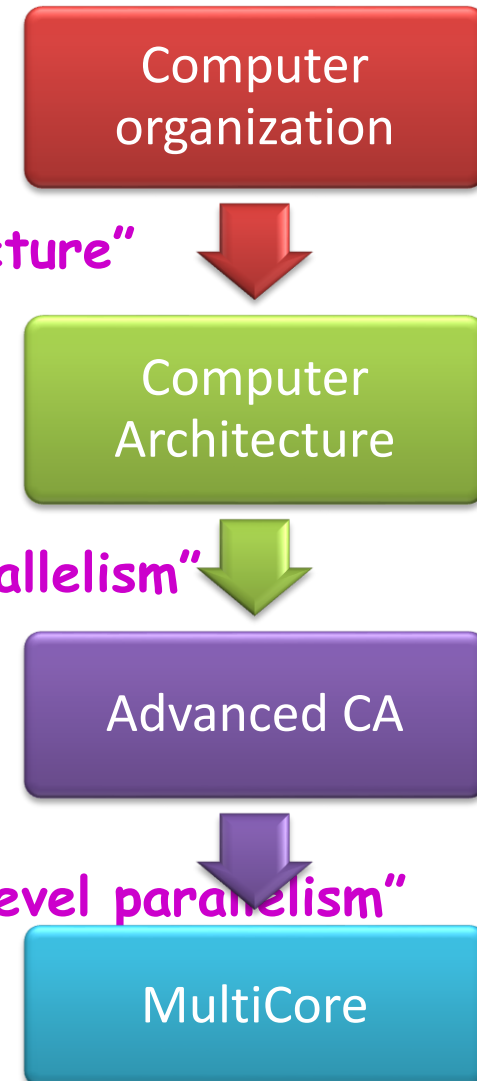 Computer
organization
cture”
Computer
Architecture
allelism”
Advanced CA
evel parallelism”
MultiCore